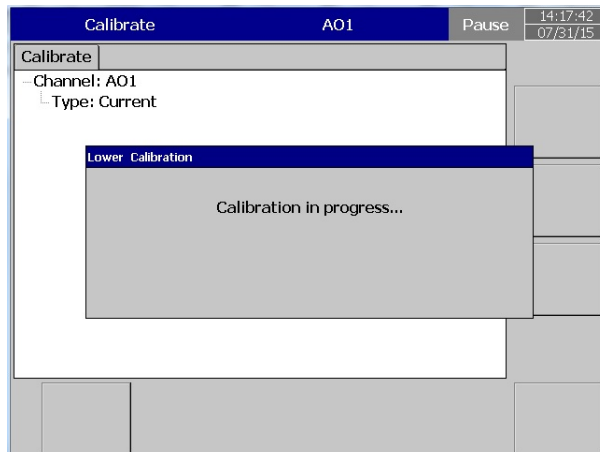 Calibrate AO1 Pause 14:17:42
07/31/15
Calibrate
Channel: AO1
Type: Current
Lower Calibration
Calibration in progress...